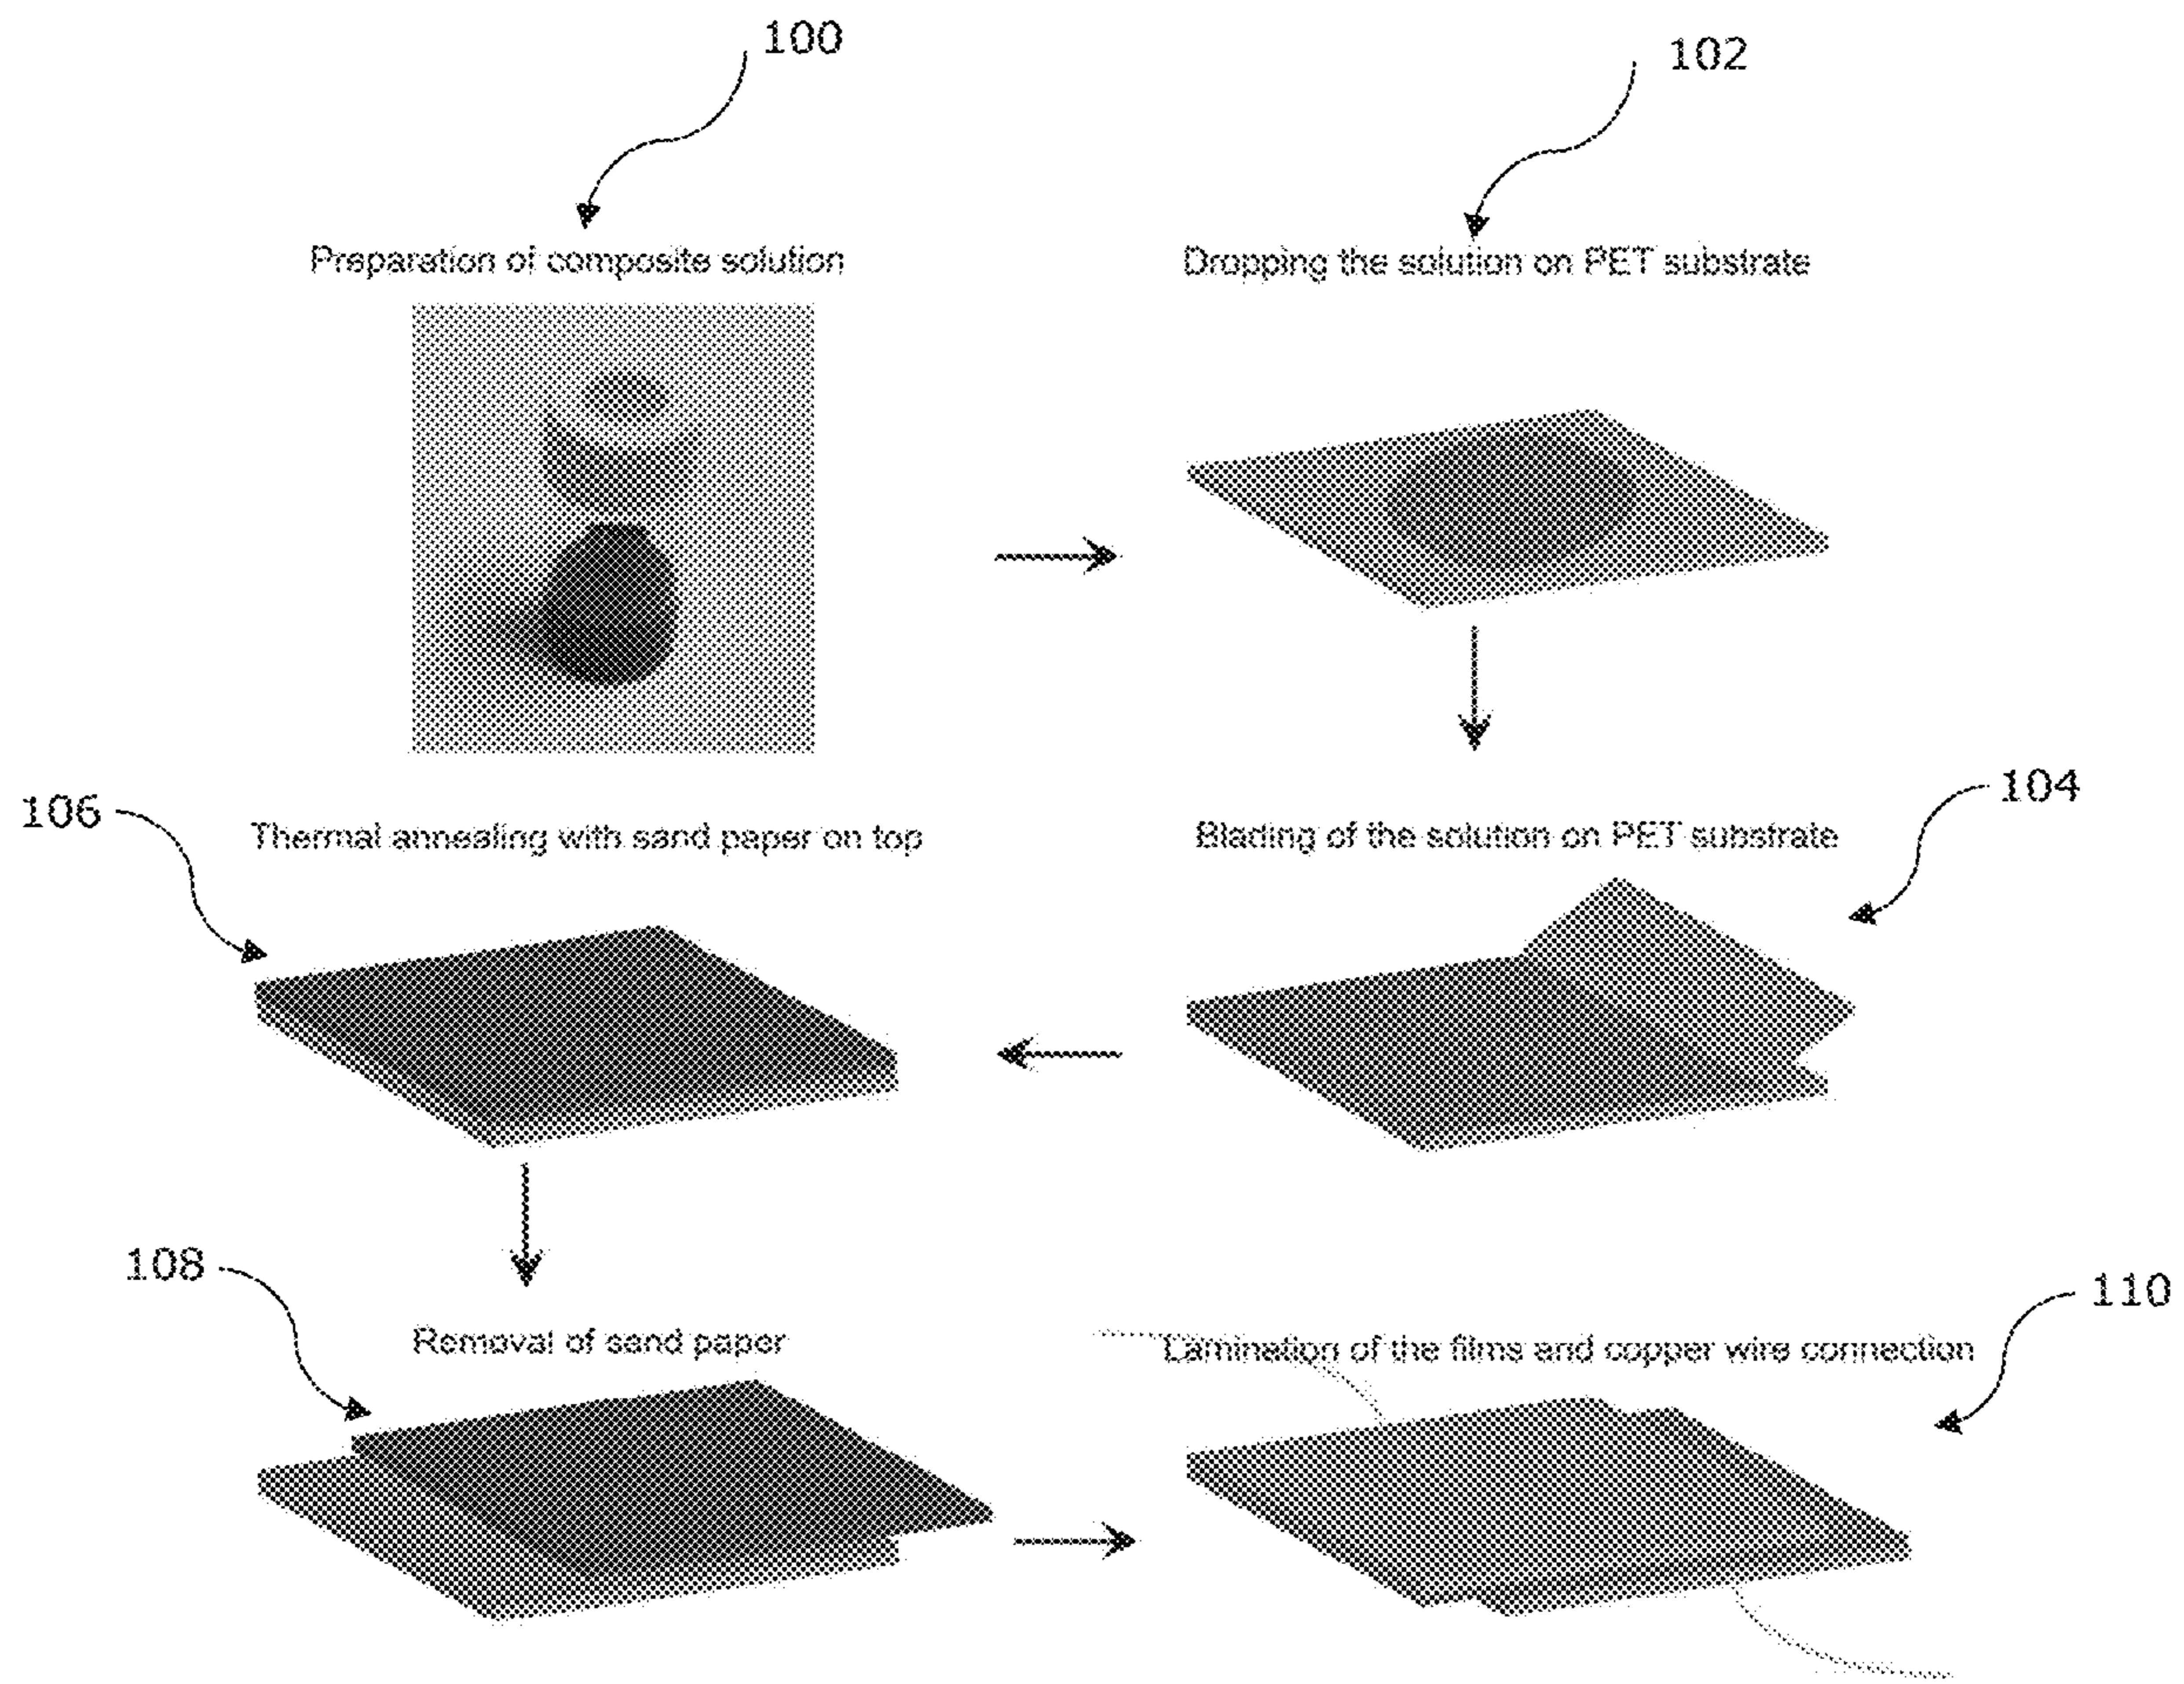 100
102
Preparation of composite solution
Dropping the solution on PET substrate
106
104
Thermal annealing with sand paper on top
Blading of the solution on PET substrate
108
110
Removal of sand paper
Lamination of the films and copper wire connection